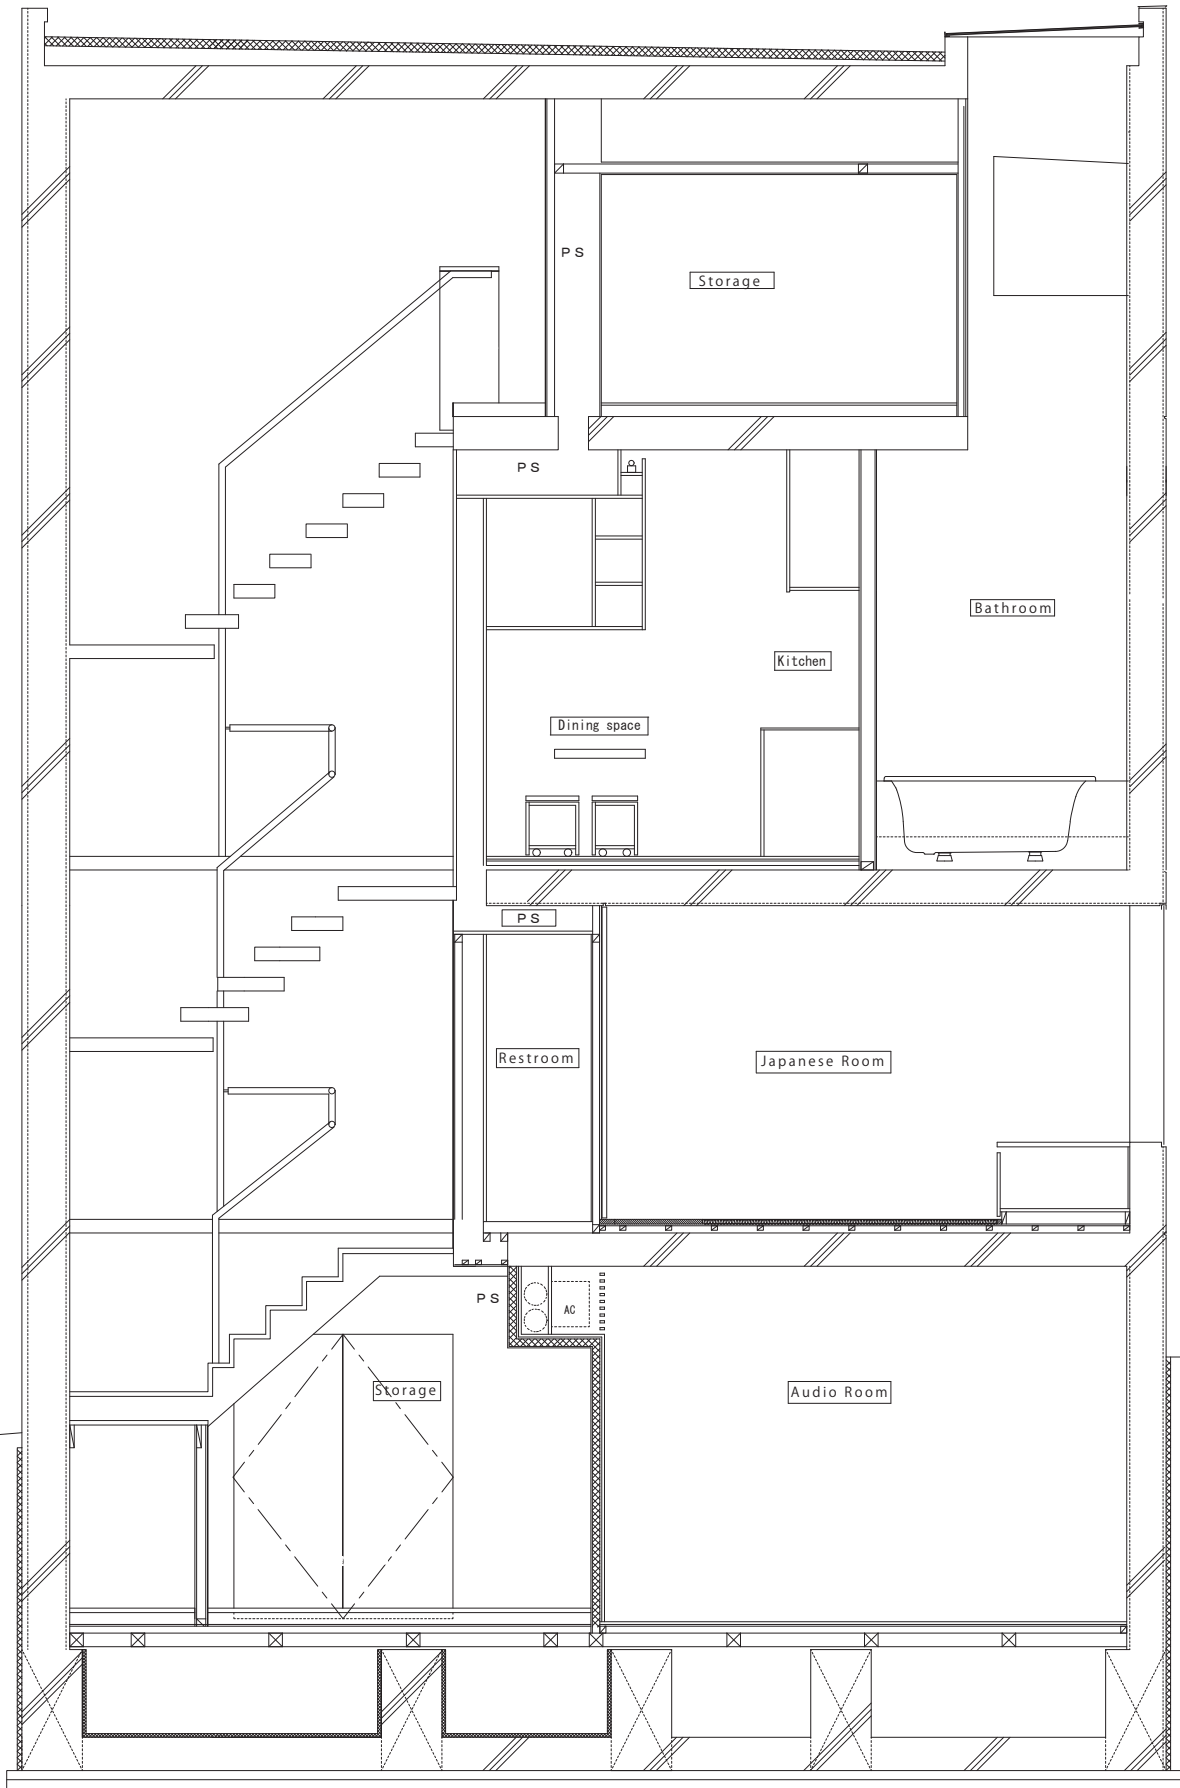 PS
Storage
PS
Bathroom
Kitchen
Dining space
PS
Restroom
Japanese Room
PS
AC
Storage
Audio Room